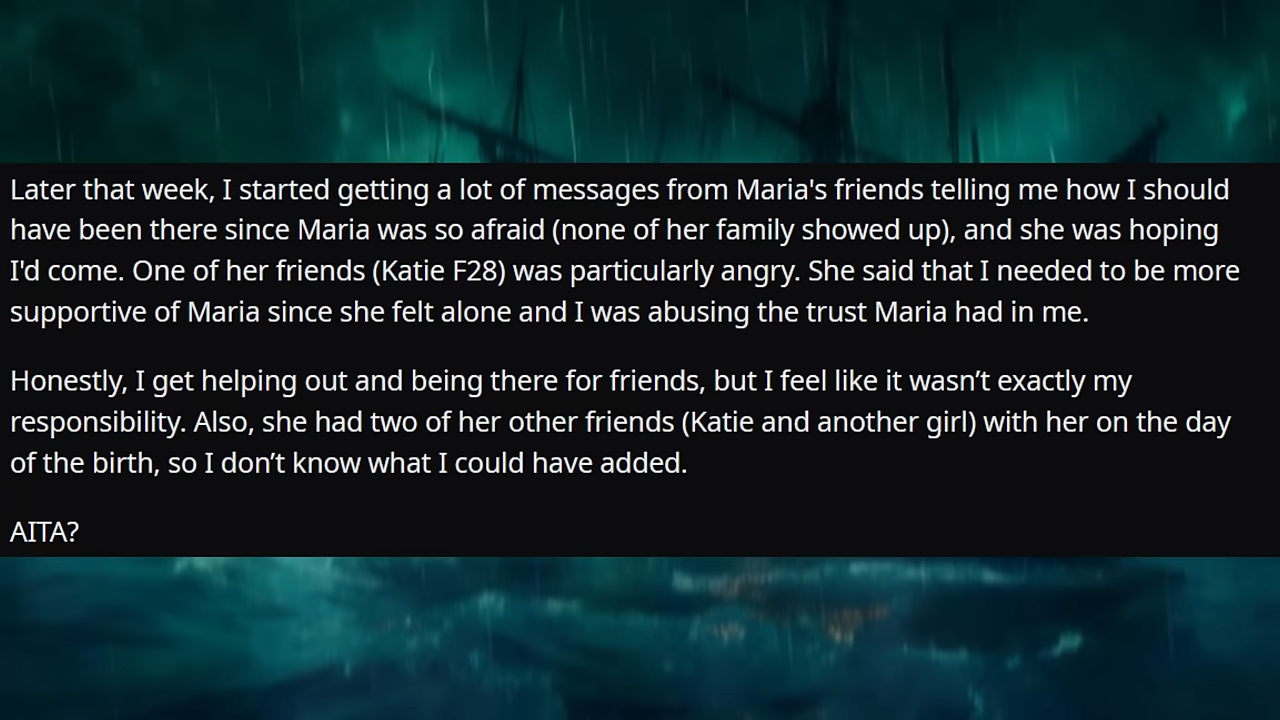 Later that week, I started getting a lot of messages from Maria's friends telling me how I should
have been there since Maria was so afraid (none of her family showed up), and she was hoping
I'd come. One of her friends (Katie F28) was particularly angry. She said that I needed to be more
supportive of Maria since she felt alone and I was abusing the trust Maria had in me.
Honestly, I get helping out and being there for friends, but I feel like it wasn’t exactly my
responsibility. Also, she had two of her other friends (Katie and another girl) with her on the day
of the birth, so I don’t know what I could have added.
AITA?